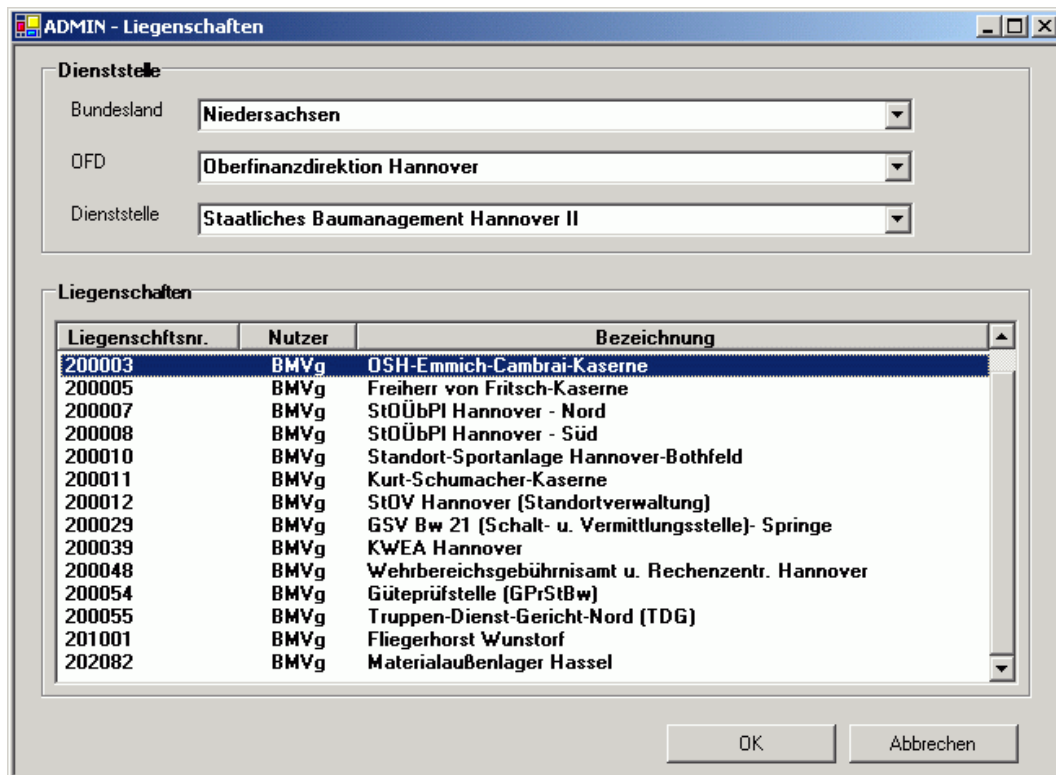 ADMIN - Liegenschaften
Dienststelle
Bundesland Niedersachsen
OFD Oberfinanzdirektion Hannover
Dienststelle Staatliches Baumanagement Hannover II
Liegenschaften
Liegenschftsnr. Nutzer Bezeichnung
200003 BMVg OSH-Emmich-Cambrai-Kaserne
200005 BMVg Freiherr von Fritsch-Kaserne
200007 BMVg StOÜbPl Hannover - Nord
200008 BMVg StOÜbPl Hannover - Süd
200010 BMVg Standort-Sportanlage Hannover-Bothfeld
200011 BMVg Kurt-Schumacher-Kaserne
200012 BMVg StOV Hannover (Standortverwaltung)
200029 BMVg GSV Bw 21 (Schalt- u. Vermittlungsstelle)- Springe
200039 BMVg KWEA Hannover
200048 BMVg Wehrbereichsgebührnisamt u. Rechenzentr. Hannover
200054 BMVg Güteprüfstelle (GPrStBw)
200055 BMVg Truppen-Dienst-Gericht-Nord (TDG)
201001 BMVg Fliegerhorst Wunstorf
202082 BMVg Materialaußenlager Hassel
OK Abbrechen